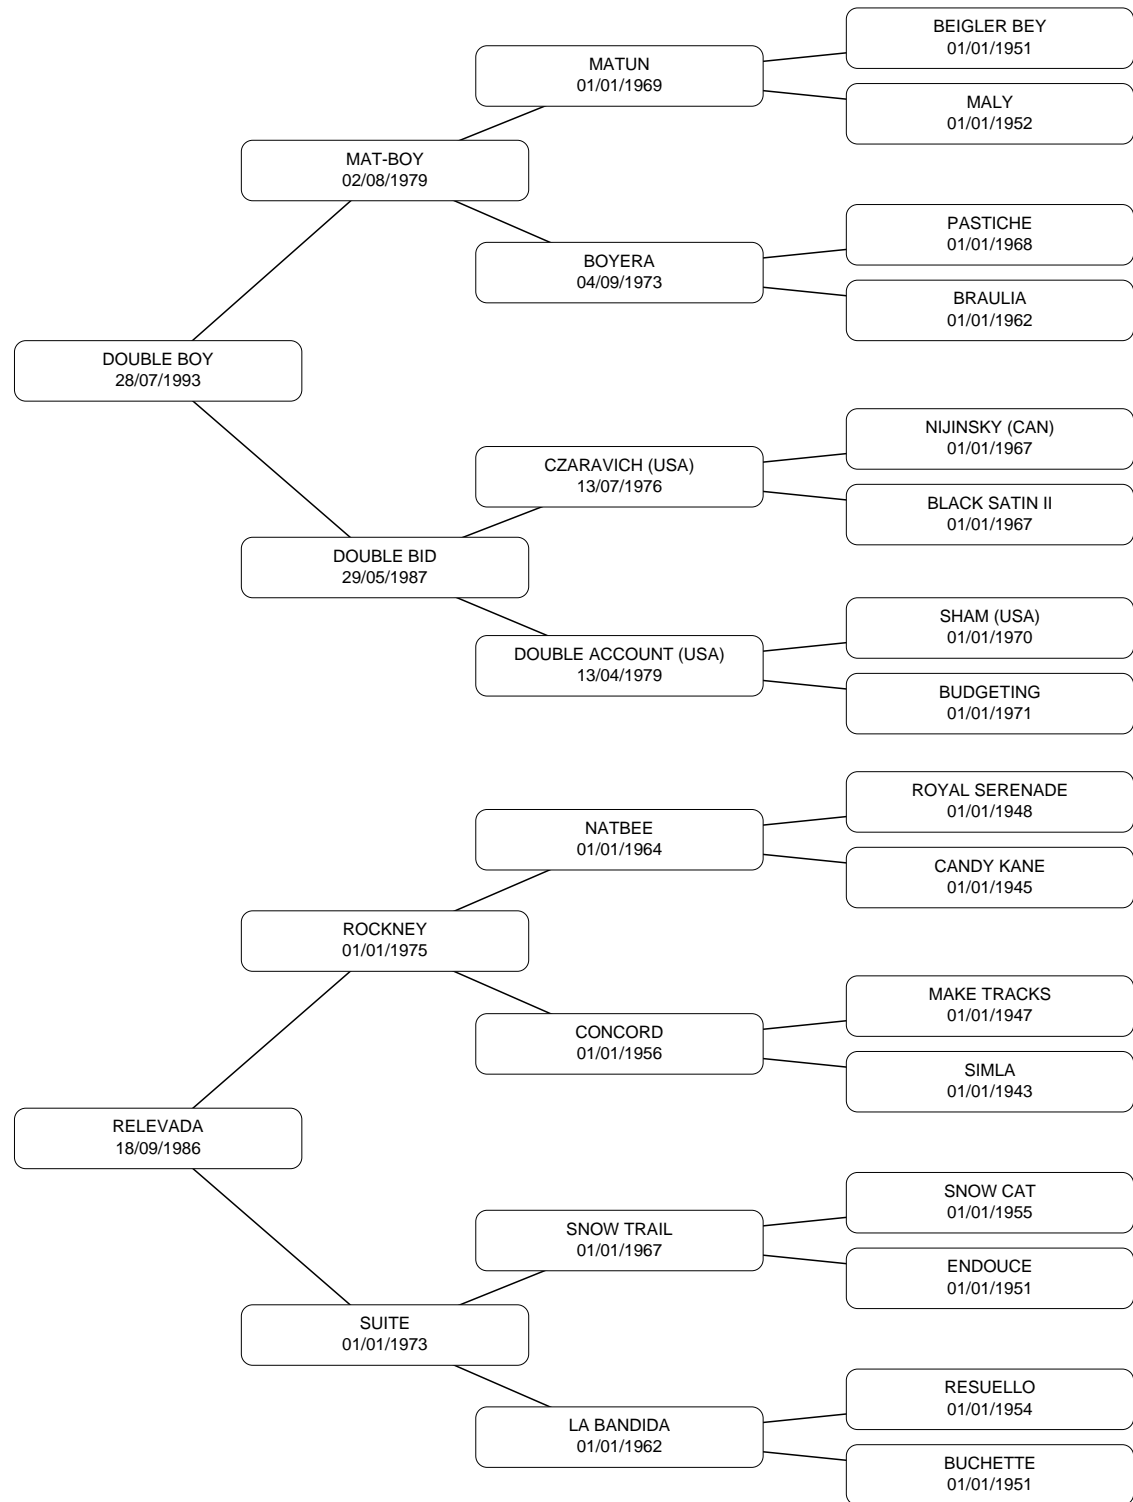 BEIGLER BEY
01/01/1951
MATUN
01/01/1969
MALY
01/01/1952
MAT-BOY
02/08/1979
PASTICHE
01/01/1968
BOYERA
04/09/1973
BRAULIA
01/01/1962
DOUBLE BOY
28/07/1993
NIJINSKY (CAN)
01/01/1967
CZARAVICH (USA)
13/07/1976
BLACK SATIN II
01/01/1967
DOUBLE BID
29/05/1987
SHAM (USA)
01/01/1970
DOUBLE ACCOUNT (USA)
13/04/1979
BUDGETING
01/01/1971
ROYAL SERENADE
01/01/1948
NATBEE
01/01/1964
CANDY KANE
01/01/1945
ROCKNEY
01/01/1975
MAKE TRACKS
01/01/1947
CONCORD
01/01/1956
SIMLA
01/01/1943
RELEVADA
18/09/1986
SNOW CAT
01/01/1955
SNOW TRAIL
01/01/1967
ENDOUCE
01/01/1951
SUITE
01/01/1973
RESUELLO
01/01/1954
LA BANDIDA
01/01/1962
BUCHETTE
01/01/1951